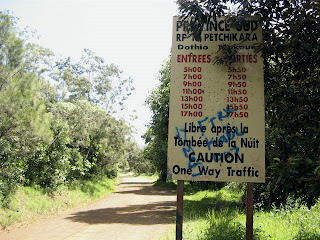 PROVINCE SUD
RP
PETCHIKARA
Dothio
ENTREES SORTIES
5h00 5h50
7h00 7h50
9h00 9h50
11h00 11h50
13h00 13h50
15h00 15h50
17h00 17h50
Libre après la
Tombée de la Nuit
CAUTION
One Way Traffic